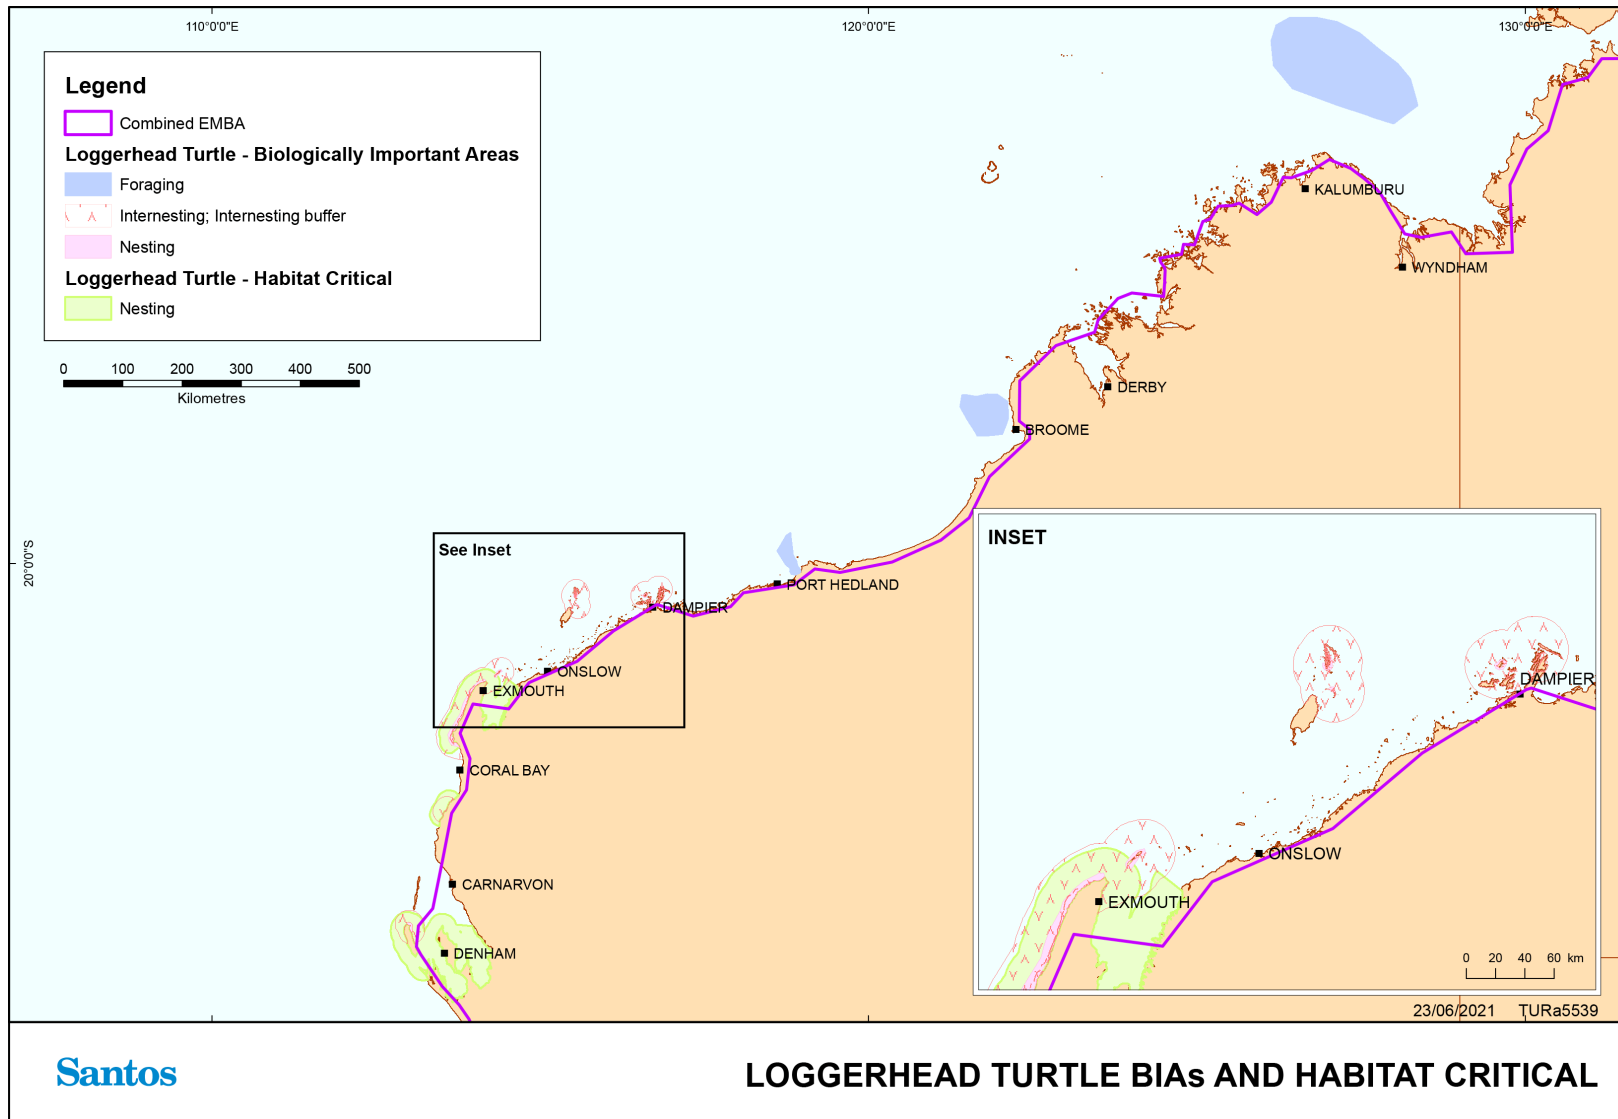 110°0'0"E
120°0'0"E
130°0'0"E
Legend
Combined EMBA
Loggerhead Turtle - Biologically Important Areas
Foraging
Internesting; Internesting buffer
Nesting
Loggerhead Turtle - Habitat Critical
Nesting
0 100 200 300 400 500
Kilometres
KALUMBURU
WYNDHAM
DERBY
BROOME
20°0'0"S
See Inset
PORT HEDLAND
DAMPIER
ONSLOW
EXMOUTH
CORAL BAY
CARNARVON
DENHAM
INSET
DAMPIER
ONSLOW
EXMOUTH
0 20 40 60 km
23/06/2021 TURa5539
Santos
LOGGERHEAD TURTLE BIAs AND HABITAT CRITICAL